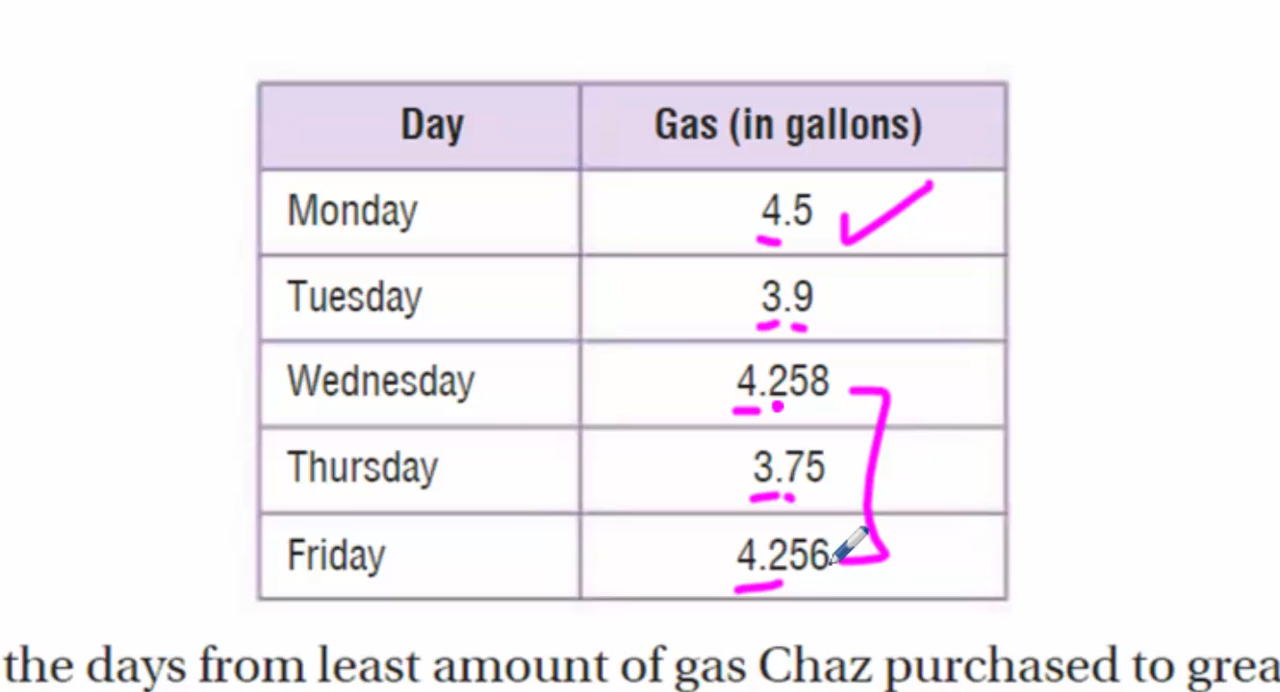 Day Gas (in gallons)
Monday 4.5
Tuesday 3.9
Wednesday 4.258
Thursday 3.75
Friday 4.256
the days from least amount of gas Chaz purchased to grea